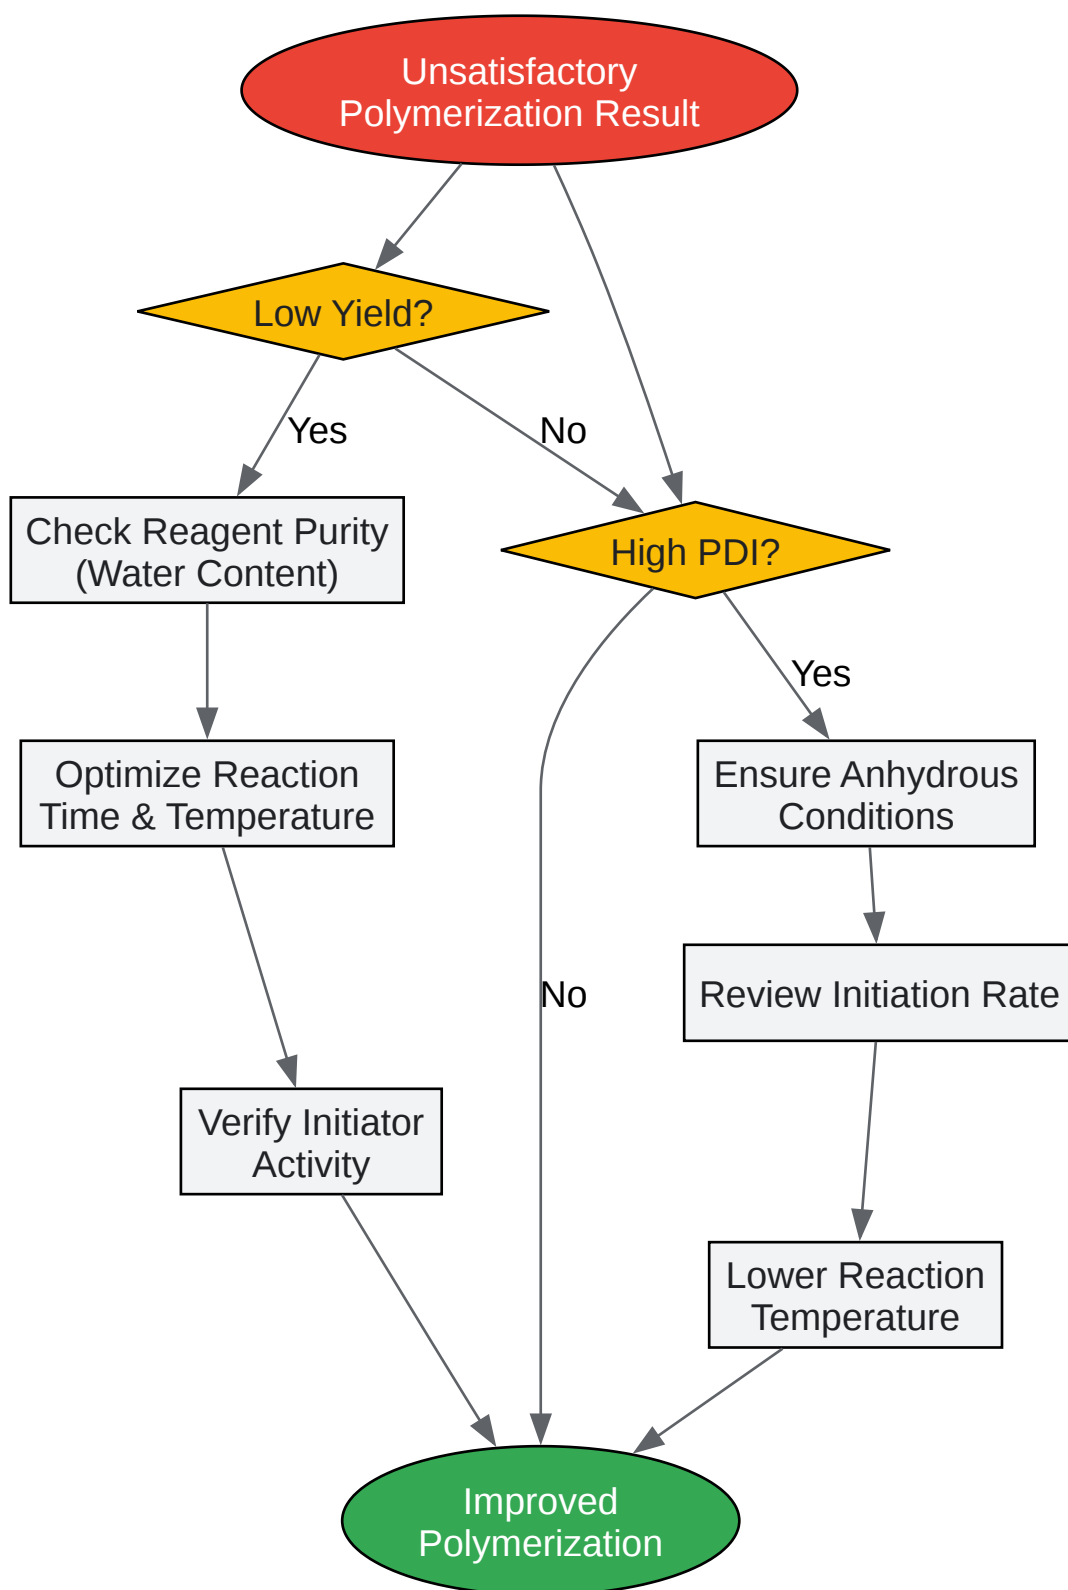 Unsatisfactory
Polymerization Result
Low Yield?
Yes
No
Check Reagent Purity
(Water Content)
High PDI?
Yes
Optimize Reaction
Time & Temperature
Ensure Anhydrous
Conditions
No
Review Initiation Rate
Verify Initiator
Activity
Lower Reaction
Temperature
Improved
Polymerization